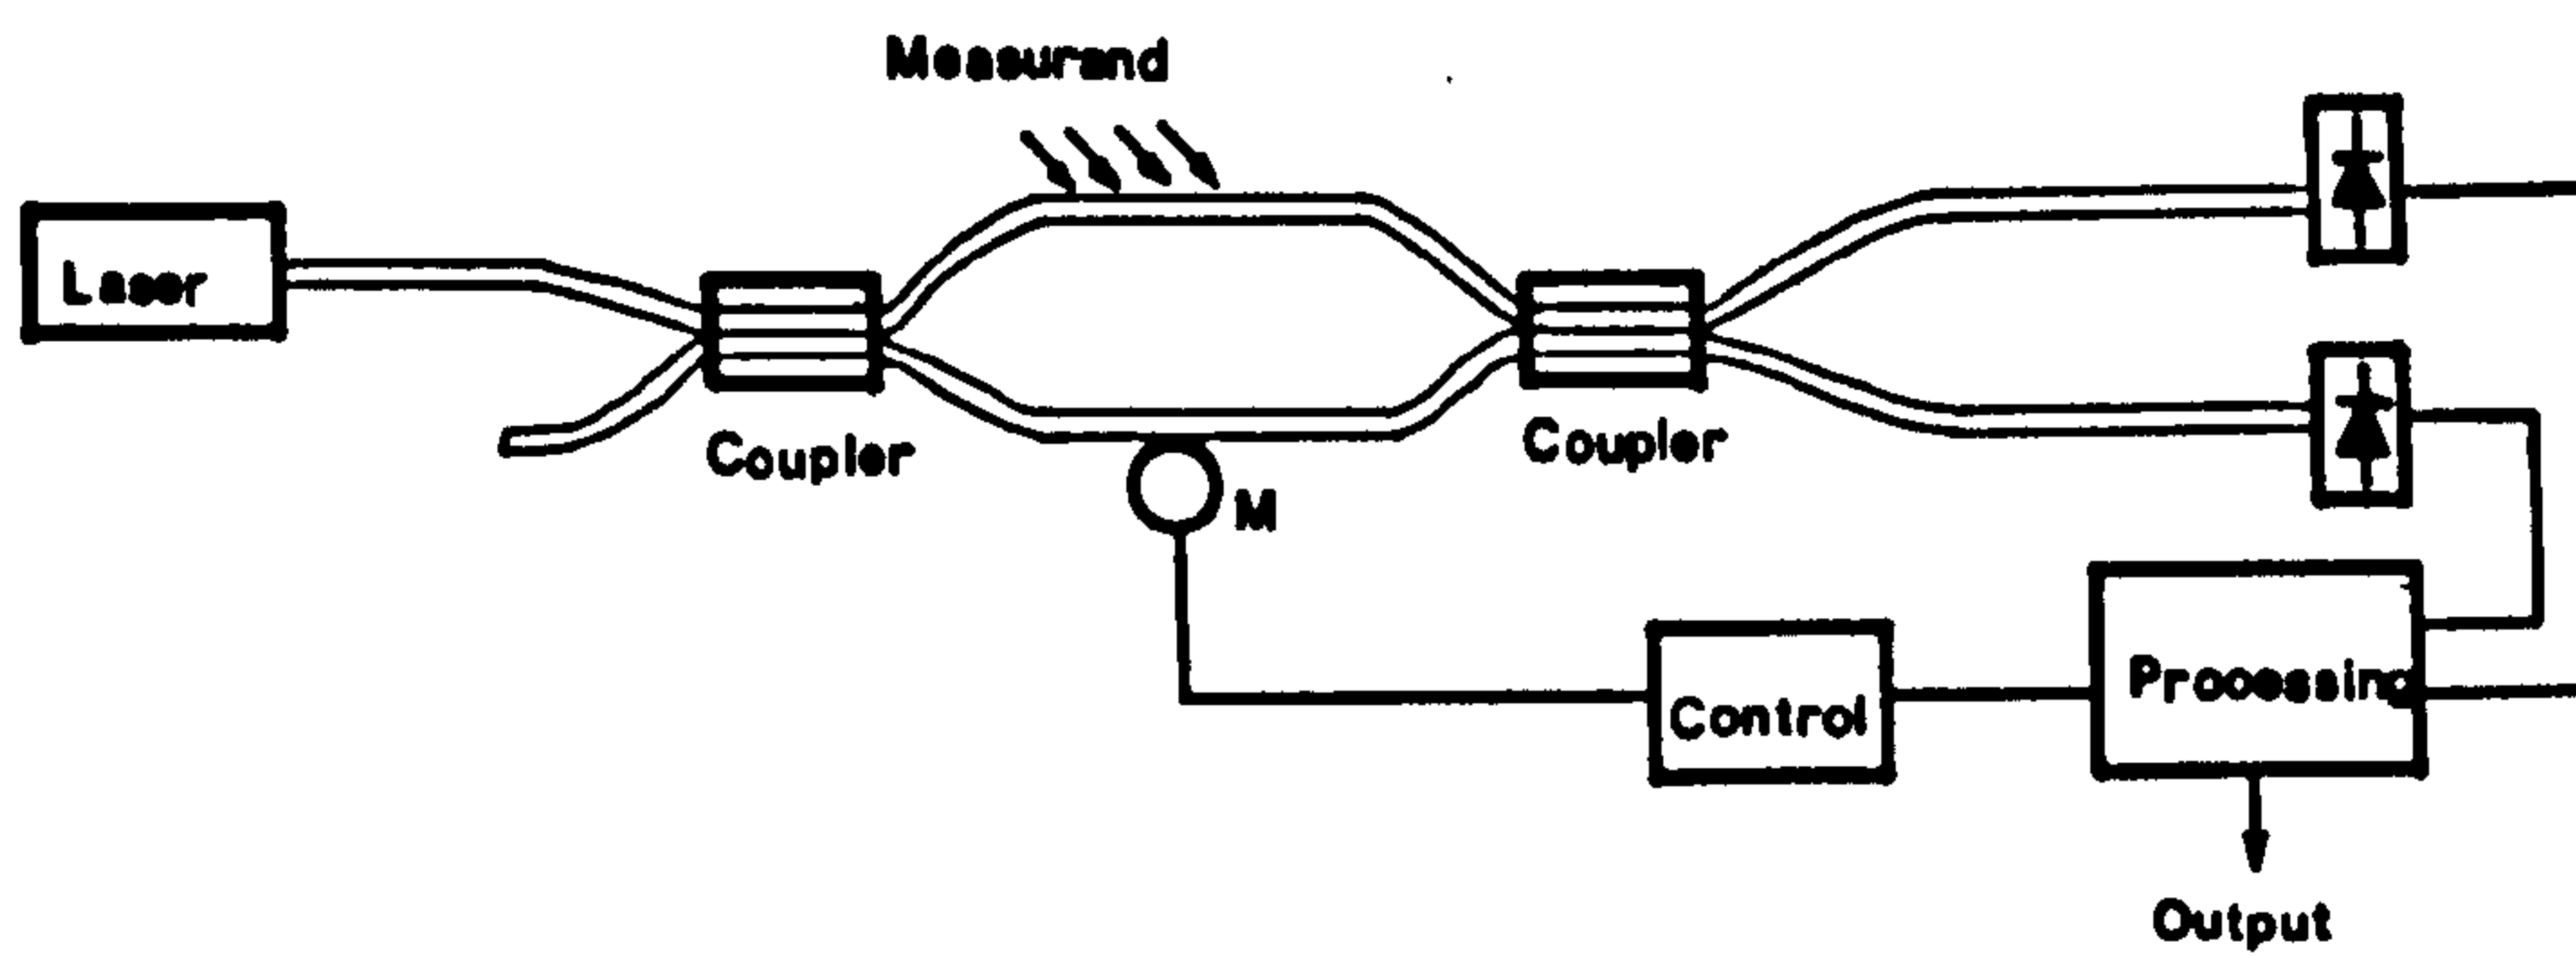 Measurand
Laser
Coupler
Coupler
M
Control
Processing
Output